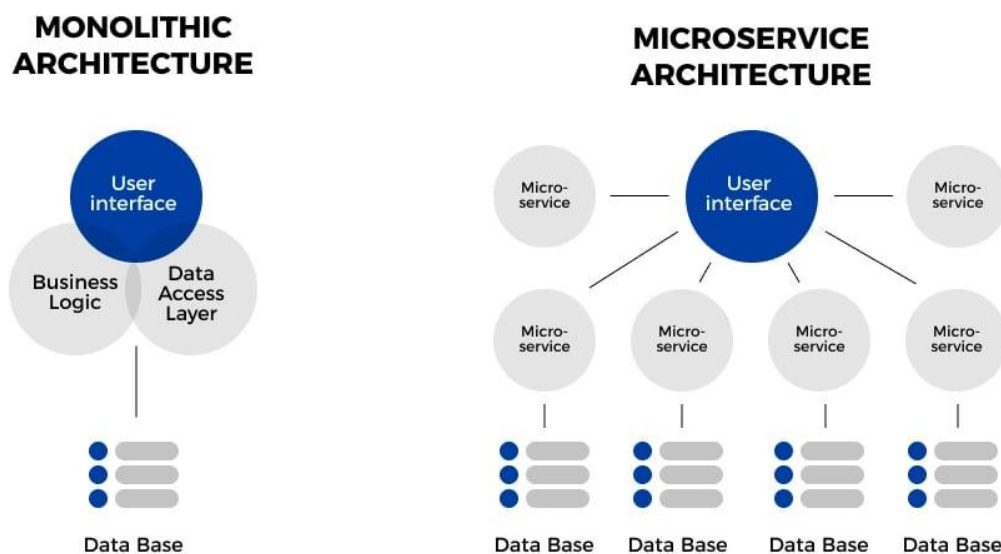 MONOLITHIC
ARCHITECTURE
User
interface
Business
Logic
Data
Access
Layer
Data Base
MICROSERVICE
ARCHITECTURE
Micro-
service
User
interface
Micro-
service
Micro-
service
Micro-
service
Micro-
service
Micro-
service
Data Base
Data Base
Data Base
Data Base